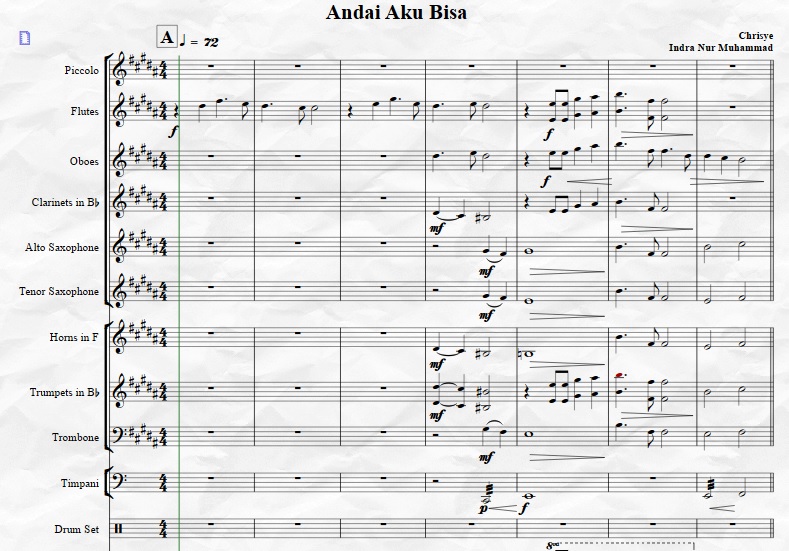 Andai Aku Bisa
Chrisye
Indra Nur Muhammad
A ♩ = 72
Piccolo
Flutes
f
f
Oboes
f
Clarinets in B♭
mf
Alto Saxophone
mf
Tenor Saxophone
mf
Horns in F
mf
Trumpets in B♭
mf
Trombone
mf
Timpani
p
f
Drum Set
8va